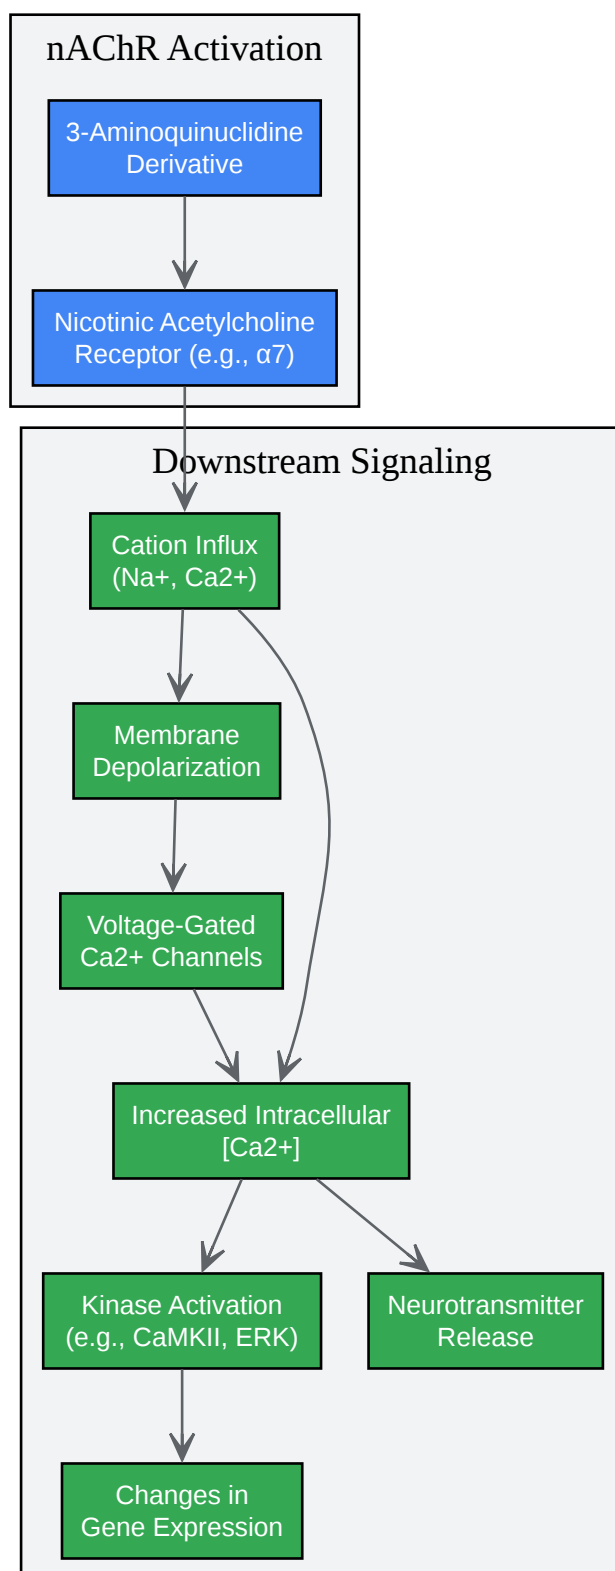 nAChR Activation
3-Aminoquinuclidine
Derivative
Nicotinic Acetylcholine
Receptor (e.g., α7)
Downstream Signaling
Cation Influx
(Na+, Ca2+)
Membrane
Depolarization
Voltage-Gated
Ca2+ Channels
Increased Intracellular
[Ca2+]
Kinase Activation
(e.g., CaMKII, ERK)
Neurotransmitter
Release
Changes in
Gene Expression